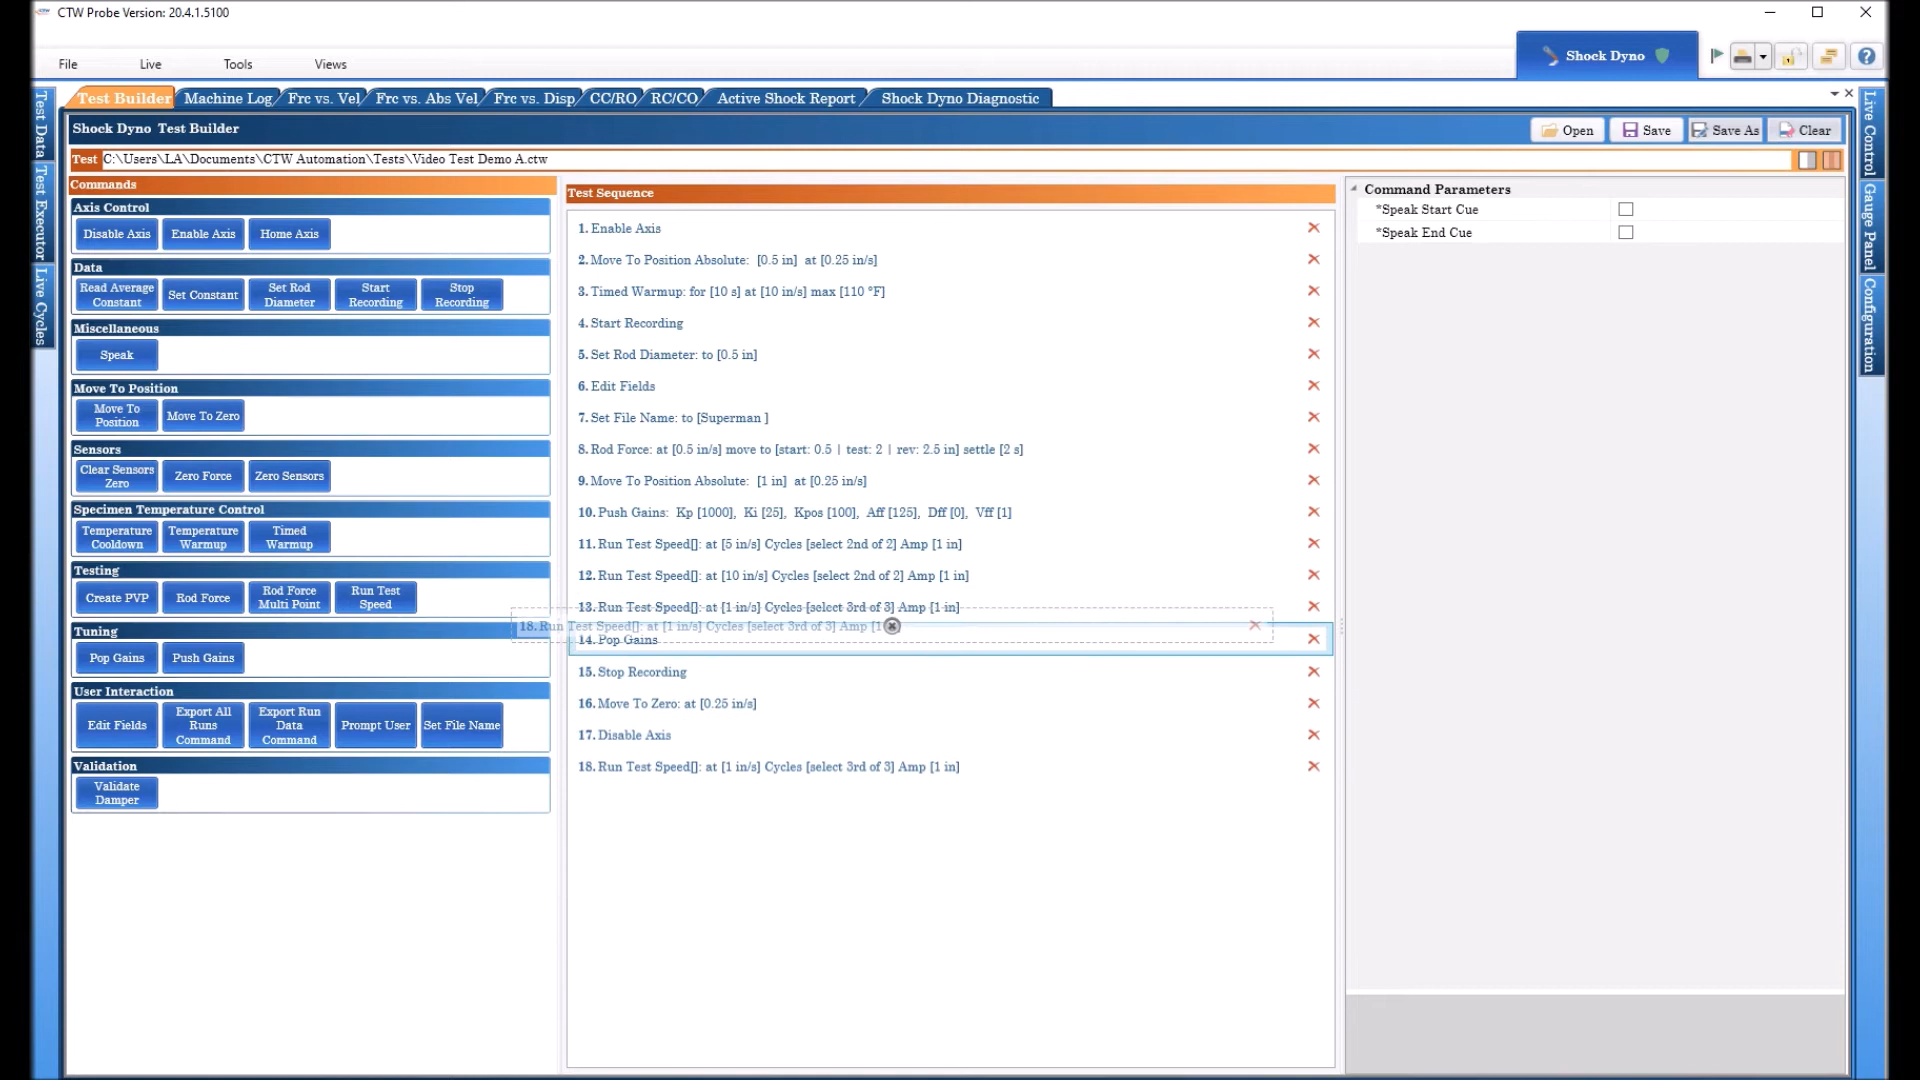 CTW Probe Version: 20.4.1.5100
File Live Tools Views
Shock Dyno
Test Builder Machine Log Frc vs. Vel Frc vs. Abs Vel Frc vs. Disp CC/RO RC/CO Active Shock Report Shock Dyno Diagnostic
Shock Dyno Test Builder
Open Save Save As Clear
Test C:\Users\LA\Documents\CTW Automation\Tests\Video Test Demo A.ctw
Test Data
Test Executor
Live Cycles
Commands
Axis Control
Disable Axis Enable Axis Home Axis
Data
Read Average Constant
Set Constant
Set Rod Diameter
Start Recording
Stop Recording
Miscellaneous
Speak
Move To Position
Move To Position
Move To Zero
Sensors
Clear Sensors Zero
Zero Force
Zero Sensors
Specimen Temperature Control
Temperature Cooldown
Temperature Warmup
Timed Warmup
Testing
Create PVP
Rod Force
Rod Force Multi Point
Run Test Speed
Tuning
Pop Gains Push Gains
User Interaction
Edit Fields
Export All Runs Command
Export Run Data Command
Prompt User
Set File Name
Validation
Validate Damper
Test Sequence
1. Enable Axis
2. Move To Position Absolute: [0.5 in] at [0.25 in/s]
3. Timed Warmup: for [10 s] at [10 in/s] max [110 °F]
4. Start Recording
5. Set Rod Diameter: to [0.5 in]
6. Edit Fields
7. Set File Name: to [Superman ]
8. Rod Force: at [0.5 in/s] move to [start: 0.5 | test: 2 | rev: 2.5 in] settle [2 s]
9. Move To Position Absolute: [1 in] at [0.25 in/s]
10. Push Gains: Kp [1000], Ki [25], Kpos [100], Aff [125], Dff [0], Vff [1]
11. Run Test Speed[]: at [5 in/s] Cycles [select 2nd of 2] Amp [1 in]
12. Run Test Speed[]: at [10 in/s] Cycles [select 2nd of 2] Amp [1 in]
13. Run Test Speed[]: at [1 in/s] Cycles [select 3rd of 3] Amp [1 in]
18. Run Test Speed[]: at [1 in/s] Cycles [select 3rd of 3] Amp [1
14. Pop Gains
15. Stop Recording
16. Move To Zero: at [0.25 in/s]
17. Disable Axis
18. Run Test Speed[]: at [1 in/s] Cycles [select 3rd of 3] Amp [1 in]
Command Parameters
*Speak Start Cue
*Speak End Cue
Live Control
Gauge Panel
Configuration